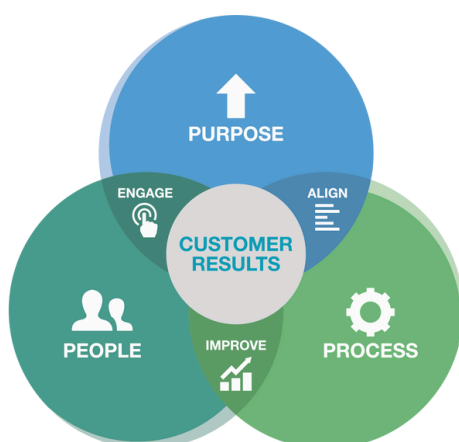 PURPOSE
ENGAGE
ALIGN
CUSTOMER
RESULTS
PEOPLE
IMPROVE
PROCESS